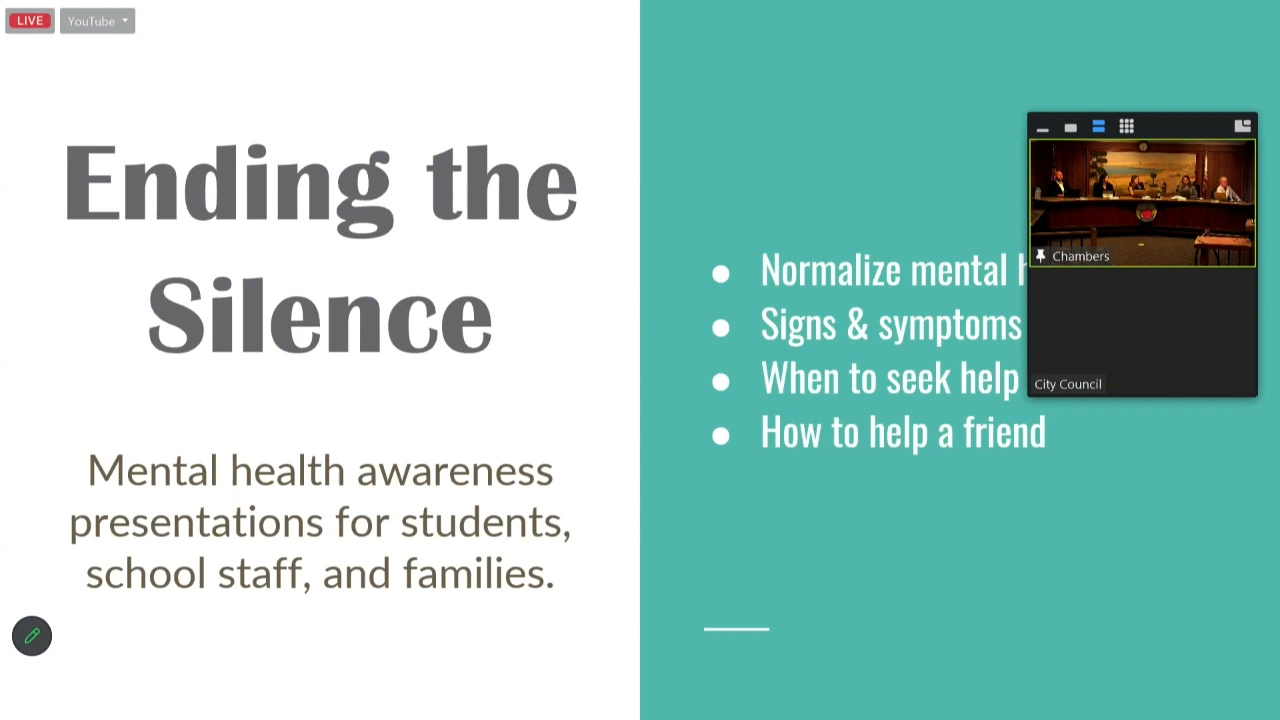 LIVE
YouTube
Ending the
Silence
Mental health awareness
presentations for students,
school staff, and families.
Normalize mental
Signs & symptoms
When to seek help
How to help a friend
Chambers
City Council